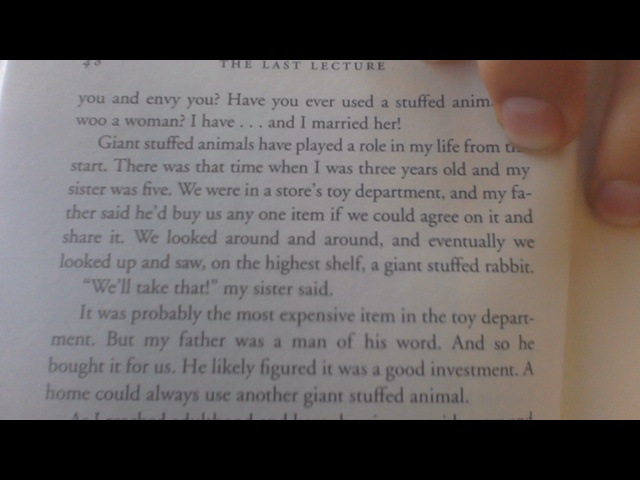 THE LAST LECTURE
you and envy you? Have you ever used a stuffed anim
woo a woman? I have . . . and I married her!
Giant stuffed animals have played a role in my life from
start. There was that time when I was three years old and my
sister was five. We were in a store's toy department, and my fa-
ther said he'd buy us any one item if we could agree on it and
share it. We looked around and around, and eventually we
looked up and saw, on the highest shelf, a giant stuffed rabbit.
"We'll take that!" my sister said.
It was probably the most expensive item in the toy depart-
ment. But my father was a man of his word. And so he
bought it for us. He likely figured it was a good investment. A
home could always use another giant stuffed animal.